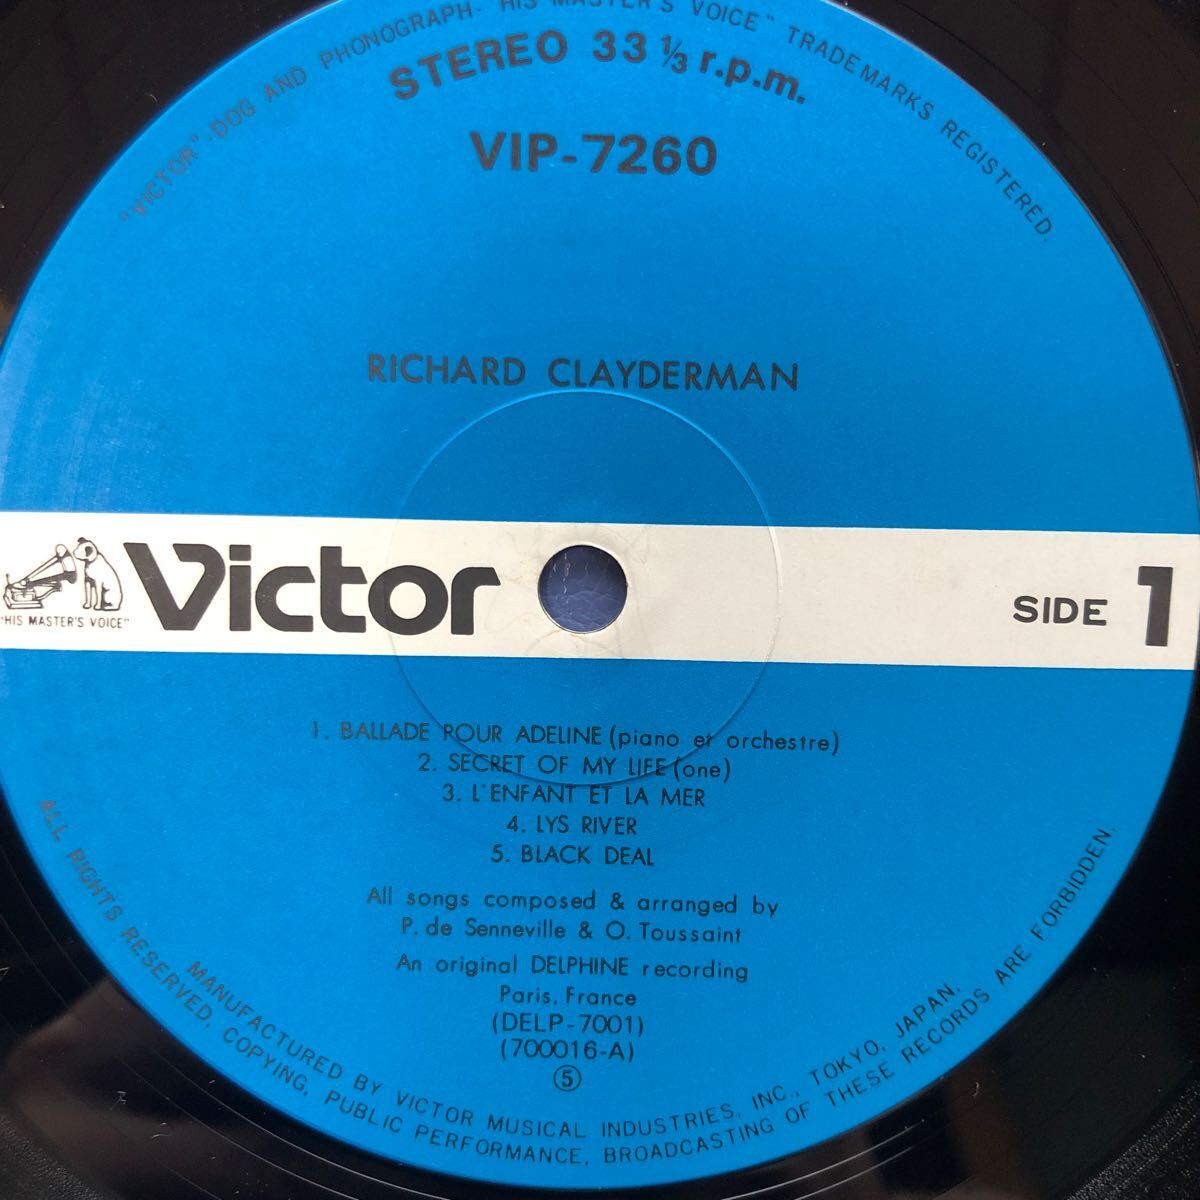 "VICTOR"-DOG AND PHONOGRAPH- "HIS MASTER'S VOICE" TRADEMARKS REGISTERED.
STEREO 33 ⅓ r.p.m.
VIP-7260
RICHARD CLAYDERMAN
"HIS MASTER'S VOICE"
Victor
SIDE 1
1. BALLADE POUR ADELINE (piano et orchestre)
2. SECRET OF MY LIFE (one)
3. L'ENFANT ET LA MER
4. LYS RIVER
5. BLACK DEAL
All songs composed & arranged by
P. de Senneville & O. Toussaint
An original DELPHINE recording
Paris, France
(DELP-7001)
(700016-A)
⑤
MANUFACTURED BY VICTOR MUSICAL INDUSTRIES, INC., TOKYO, JAPAN.
ALL RIGHTS RESERVED, COPYING, PUBLIC PERFORMANCE, BROADCASTING OF THESE RECORDS ARE FORBIDDEN.